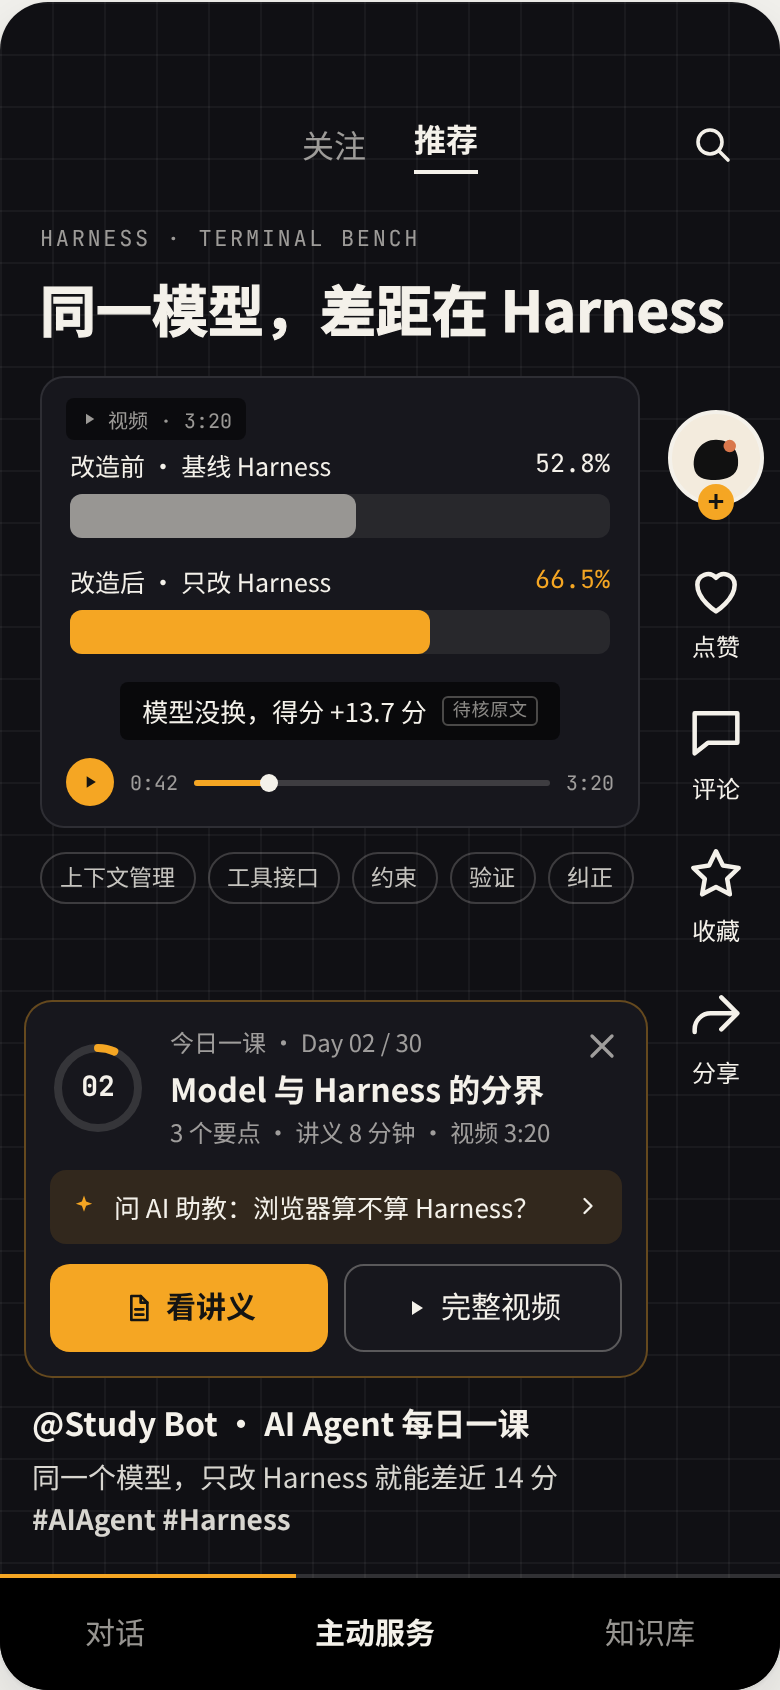 关注 推荐
HARNESS · TERMINAL BENCH
同一模型，差距在 Harness
视频 · 3:20
改造前 · 基线 Harness 52.8%
改造后 · 只改 Harness 66.5%
模型没换，得分 +13.7 分 待核原文
0:42 3:20
+
点赞
评论
收藏
分享
上下文管理 工具接口 约束 验证 纠正
02
今日一课 · Day 02 / 30
Model 与 Harness 的分界
3 个要点 · 讲义 8 分钟 · 视频 3:20
问 AI 助教：浏览器算不算 Harness？
看讲义 完整视频
@Study Bot · AI Agent 每日一课
同一个模型，只改 Harness 就能差近 14 分
#AIAgent #Harness
对话 主动服务 知识库